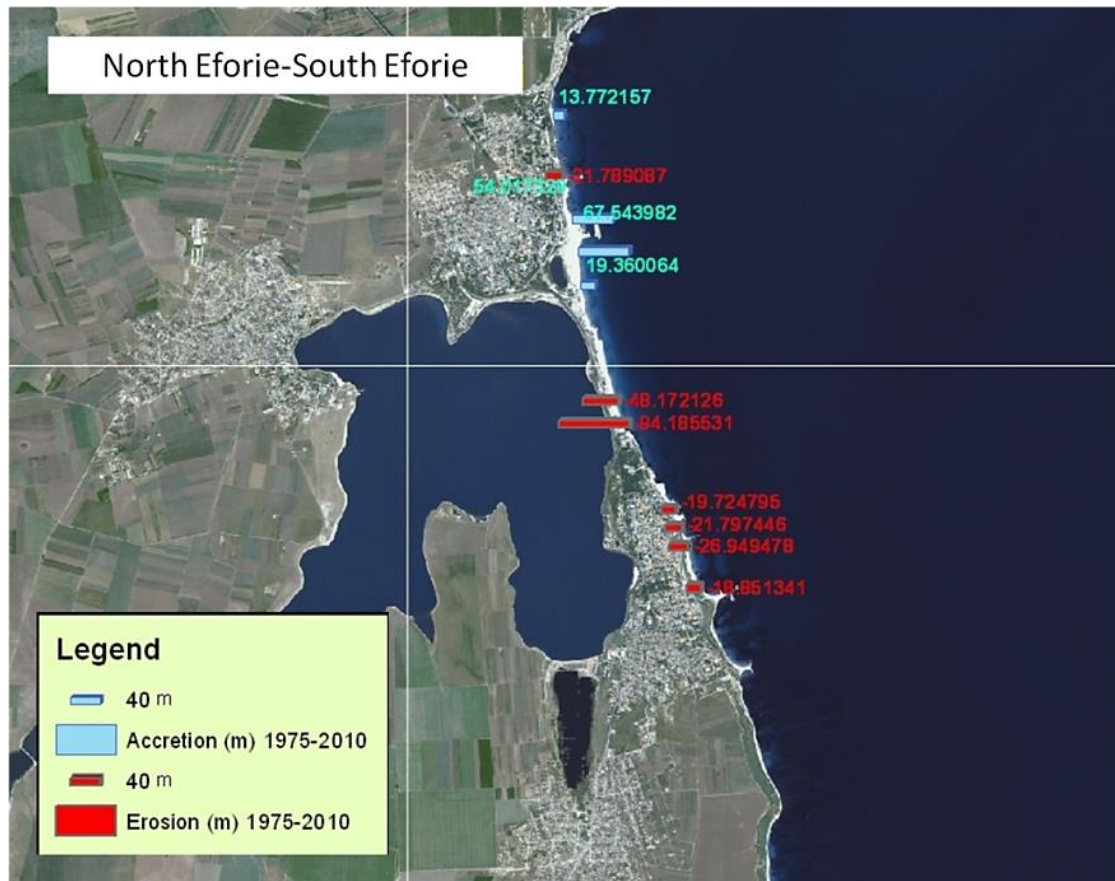 North Eforie-South Eforie
13.772157
-21.789087
67.543982
19.360064
-48.172126
-94.185531
-19.724795
-21.797446
-26.949478
Legend
40 m
Accretion (m) 1975-2010
40 m
Erosion (m) 1975-2010